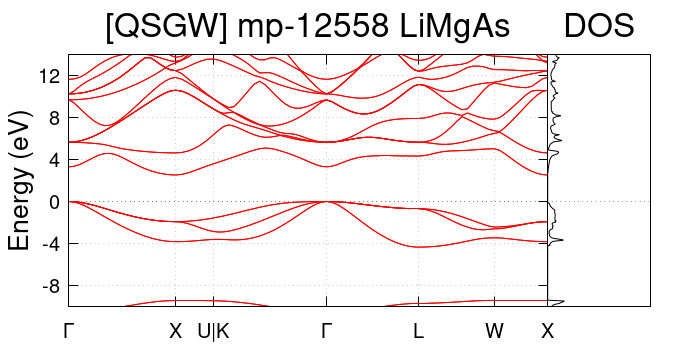 [QSGW] mp-12558 LiMgAs DOS
Energy (eV)
12
8
4
0
-4
-8
Γ X U|K Γ L W X